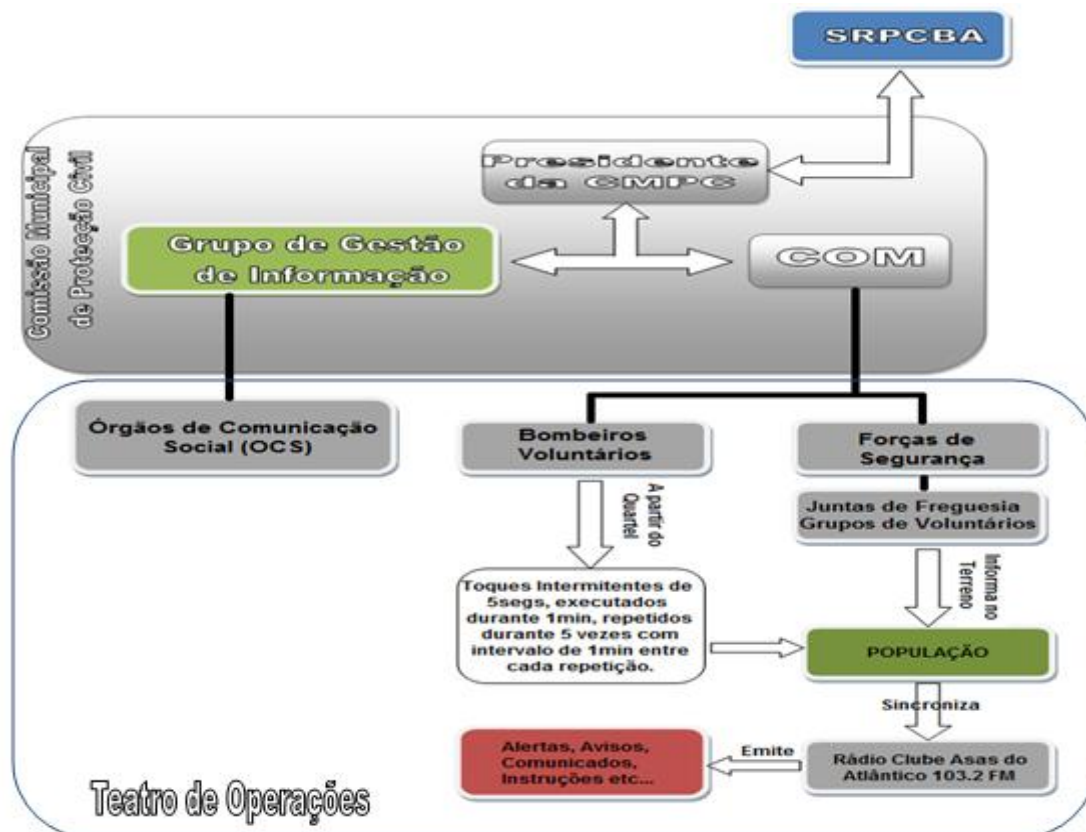 SRPCBA
Comissão Municipal
de Protecção Civil
Presidente
da CMPC
Grupo de Gestão
de Informação
COM
Órgãos de Comunicação
Social (OCS)
Bombeiros
Voluntários
Forças de
Segurança
Juntas de Freguesia
Grupos de Voluntários
A partir do
Quartel
Informa no
Terreno
Toques Intermitentes de
5segs, executados
durante 1min, repetidos
durante 5 vezes com
intervalo de 1min entre
cada repetição.
POPULAÇÃO
Sincroniza
Alertas, Avisos,
Comunicados,
Instruções etc...
Emite
Rádio Clube Asas do
Atlântico 103.2 FM
Teatro de Operações